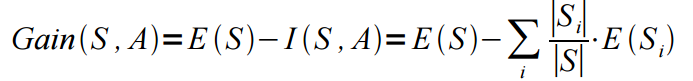 Gain(S, A)=E(S)−I(S, A)=E(S)−∑_i |S_i|/|S|·E(S_i)